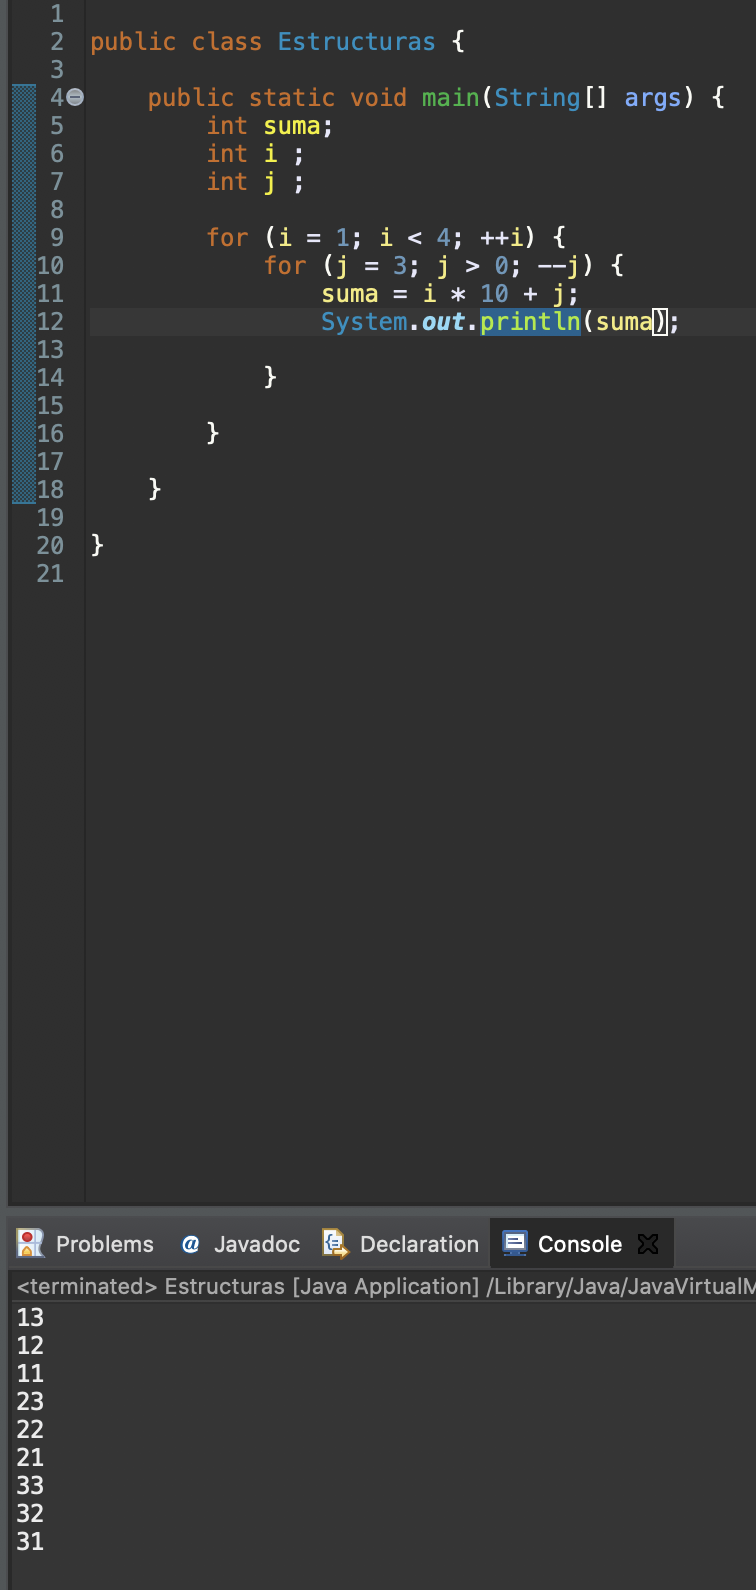 1
2 public class Estructuras {
3
4 public static void main(String[] args) {
5 int suma;
6 int i ;
7 int j ;
8
9 for (i = 1; i < 4; ++i) {
10 for (j = 3; j > 0; --j) {
11 suma = i * 10 + j;
12 System.out.println(suma);
13
14 }
15
16 }
17
18 }
19
20 }
21
Problems @ Javadoc Declaration Console
<terminated> Estructuras [Java Application] /Library/Java/JavaVirtualM
13
12
11
23
22
21
33
32
31